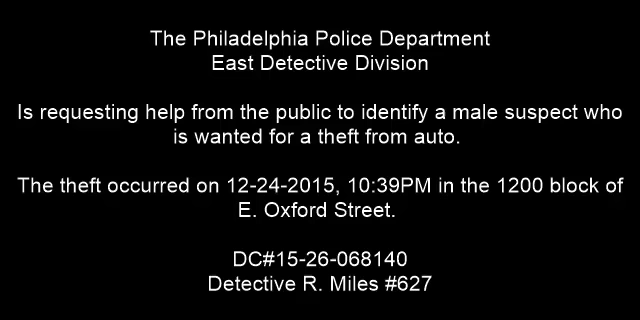 The Philadelphia Police Department
East Detective Division
Is requesting help from the public to identify a male suspect who
is wanted for a theft from auto.
The theft occurred on 12-24-2015, 10:39PM in the 1200 block of
E. Oxford Street.
DC#15-26-068140
Detective R. Miles #627